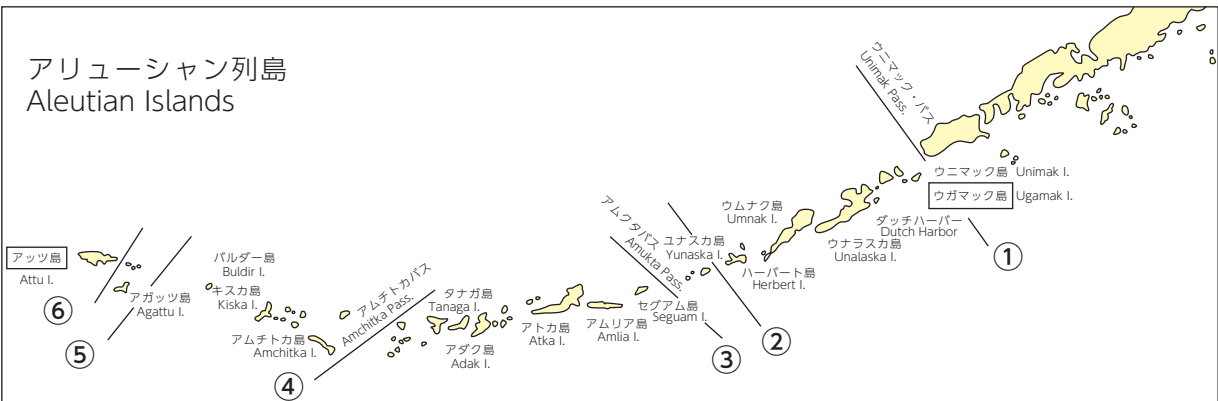 アリューシャン列島
Aleutian Islands
ウニマック・パス
Unimak Pass.
ウニマック島 Unimak I.
ウガマック島 Ugamak I.
ダッチハーバー
Dutch Harbor
①
ウムナク島
Umnak I.
ウナラスカ島
Unalaska I.
アムクタパス
Amukta Pass.
ユナスカ島
Yunaska I.
ハーバート島
Herbert I.
②
セグアム島
Seguam I.
③
アムリア島
Amlia I.
アトカ島
Atka I.
タナガ島
Tanaga I.
アダク島
Adak I.
アムチトカパス
Amchitka Pass.
④
バルダー島
Buldir I.
キスカ島
Kiska I.
アムチトカ島
Amchitka I.
アガッツ島
Agattu I.
⑤
アッツ島
Attu I.
⑥